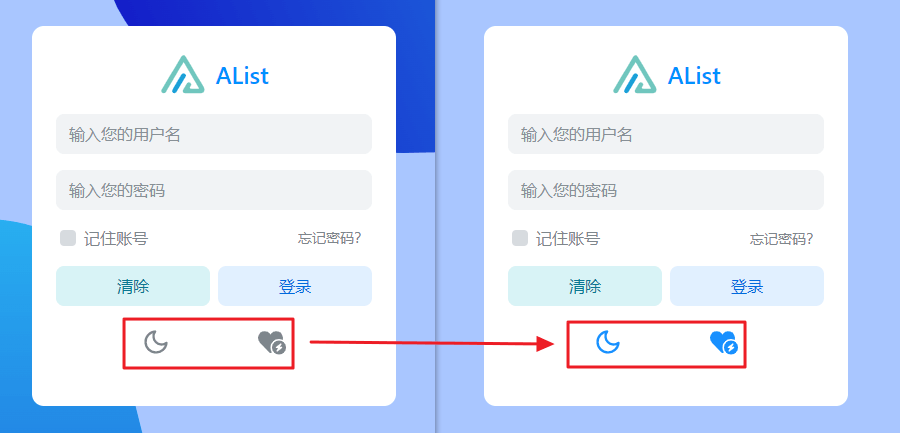 AList
输入您的用户名
输入您的密码
记住账号 忘记密码?
清除 登录
AList
输入您的用户名
输入您的密码
记住账号 忘记密码?
清除 登录